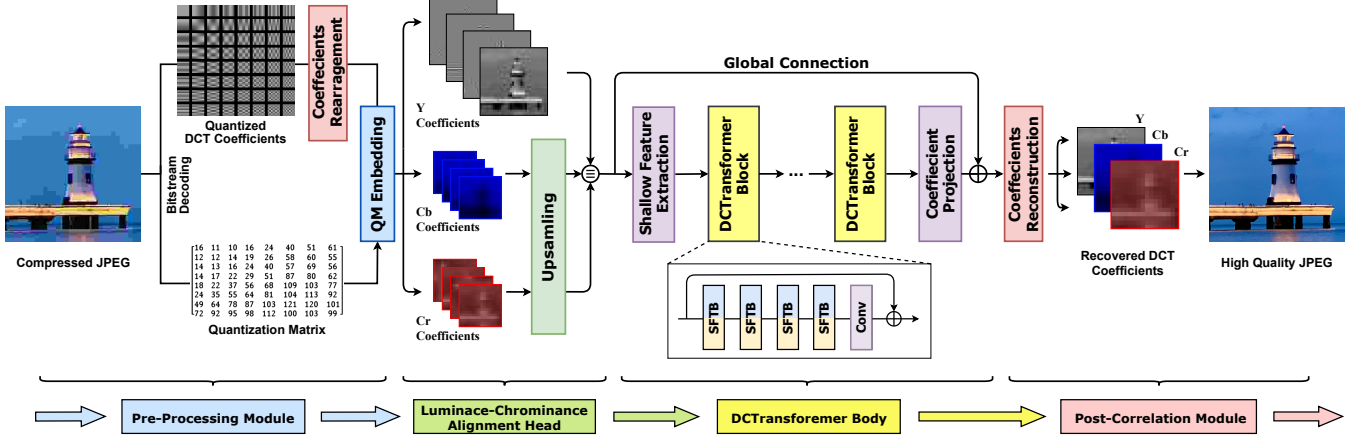 Compressed JPEG
Bitstream
Decoding
Quantized
DCT Coefficients
Coeffecients
Rearragement
16 11 10 16 24 40 51 61
12 12 14 19 26 58 60 55
14 13 16 24 40 57 69 56
14 17 22 29 51 87 80 62
18 22 37 56 68 109 103 77
24 35 55 64 81 104 113 92
49 64 78 87 103 121 120 101
72 92 95 98 112 100 103 99
Quantization Matrix
QM Embedding
Y
Coefficients
Cb
Coefficients
Cr
Coefficients
Upsamling
Global Connection
Shallow Feature
Extraction
DCTransformer
Block
...
DCTransformer
Block
Coeffiecient
Projection
SFTB
SFTB
SFTB
SFTB
Conv
Coeffecients
Reconstruction
Y
Cb
Cr
Recovered DCT
Coefficients
High Quality JPEG
Pre-Processing Module
Luminace-Chrominance
Alignment Head
DCTransforemer Body
Post-Correlation Module